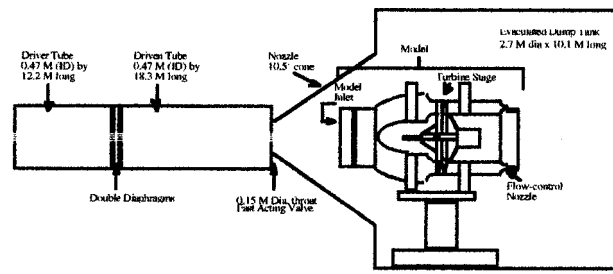 Driver Tube
0.47 M (ID) by
12.2 M long
Driven Tube
0.47 M (ID) by
18.3 M long
Nozzle
10.5° cone
Model
Inlet
Model
Evacuated Dump Tank
2.7 M dia x 10.1 M long
Turbine Stage
Double Diaphragms
0.15 M Dia. throat
Fast Acting Valve
Flow-control
Nozzle